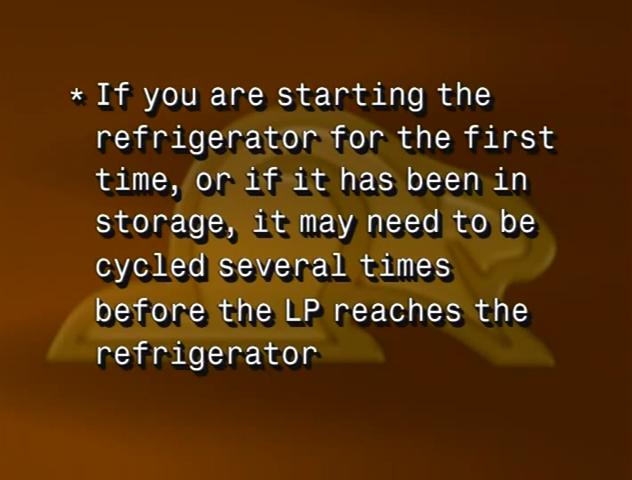 * If you are starting the
refrigerator for the first
time, or if it has been in
storage, it may need to be
cycled several times
before the LP reaches the
refrigerator